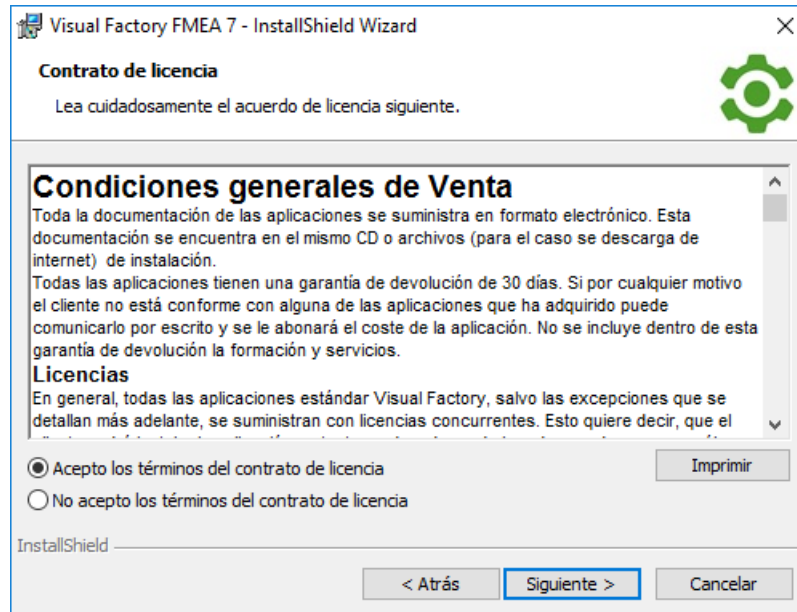 Visual Factory FMEA 7 - InstallShield Wizard
Contrato de licencia
Lea cuidadosamente el acuerdo de licencia siguiente.
Condiciones generales de Venta
Toda la documentación de las aplicaciones se suministra en formato electrónico. Esta
documentación se encuentra en el mismo CD o archivos (para el caso se descarga de
internet) de instalación.
Todas las aplicaciones tienen una garantía de devolución de 30 días. Si por cualquier motivo
el cliente no está conforme con alguna de las aplicaciones que ha adquirido puede
comunicarlo por escrito y se le abonará el coste de la aplicación. No se incluye dentro de esta
garantía de devolución la formación y servicios.
Licencias
En general, todas las aplicaciones estándar Visual Factory, salvo las excepciones que se
detallan más adelante, se suministran con licencias concurrentes. Esto quiere decir, que el
Acepto los términos del contrato de licencia
Imprimir
No acepto los términos del contrato de licencia
InstallShield
< Atrás
Siguiente >
Cancelar